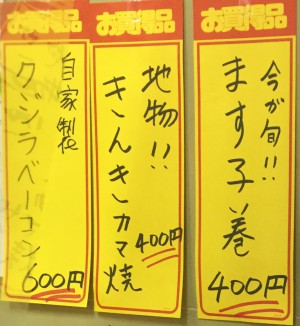 お買得品
今が旬!!
ます子巻
400円
お買得品
地物!!
きんきカマ焼
400円
お買得品
自家製
クジラベーコン
600円